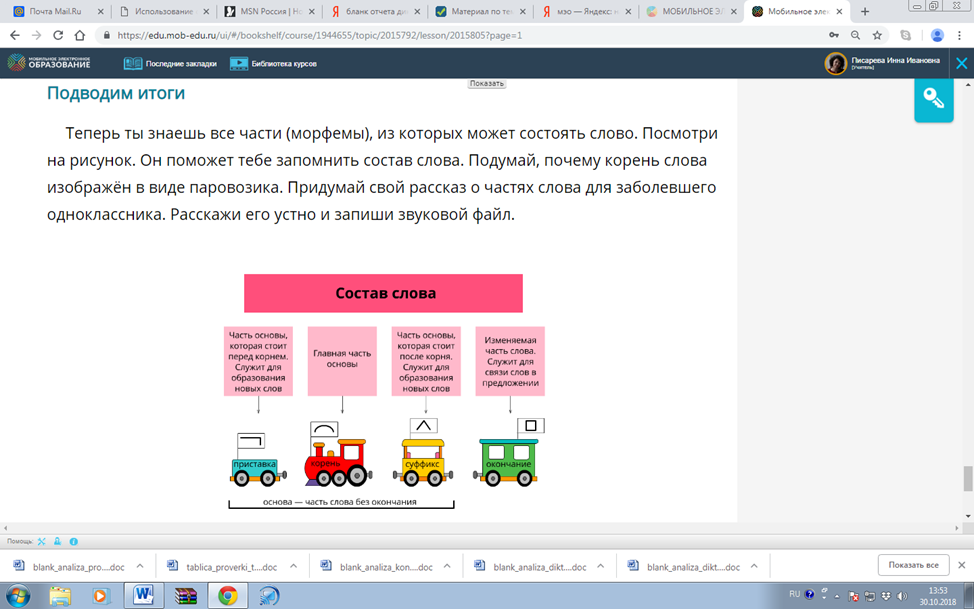 Почта Mail.Ru
Использование
MSN Россия | Но
бланк отчета ди
Материал по те
мэо — Яндекс: н
МОБИЛЬНОЕ ЭЛ
Мобильное элек
https://edu.mob-edu.ru/ui/#/bookshelf/course/1944655/topic/2015792/lesson/2015805?page=1
МОБИЛЬНОЕ ЭЛЕКТРОННОЕ
ОБРАЗОВАНИЕ
Последние закладки
Библиотека курсов
Писарева Инна Ивановна
(Учитель)
Показать
Подводим итоги
Теперь ты знаешь все части (морфемы), из которых может состоять слово. Посмотри
на рисунок. Он поможет тебе запомнить состав слова. Подумай, почему корень слова
изображён в виде паровозика. Придумай свой рассказ о частях слова для заболевшего
одноклассника. Расскажи его устно и запиши звуковой файл.
Состав слова
Часть основы,
которая стоит
перед корнем.
Служит для
образования
новых слов
Главная часть
основы
Часть основы,
которая стоит
после корня.
Служит для
образования
новых слов
Изменяемая
часть слова.
Служит для
связи слов в
предложении
приставка
корень
суффикс
окончание
основа — часть слова без окончания
Помощь:
blank_analiza_pro....doc
tablica_proverki_t....doc
blank_analiza_kon....doc
blank_analiza_dikt....doc
blank_analiza_dikt....doc
Показать все
RU
13:53
30.10.2018